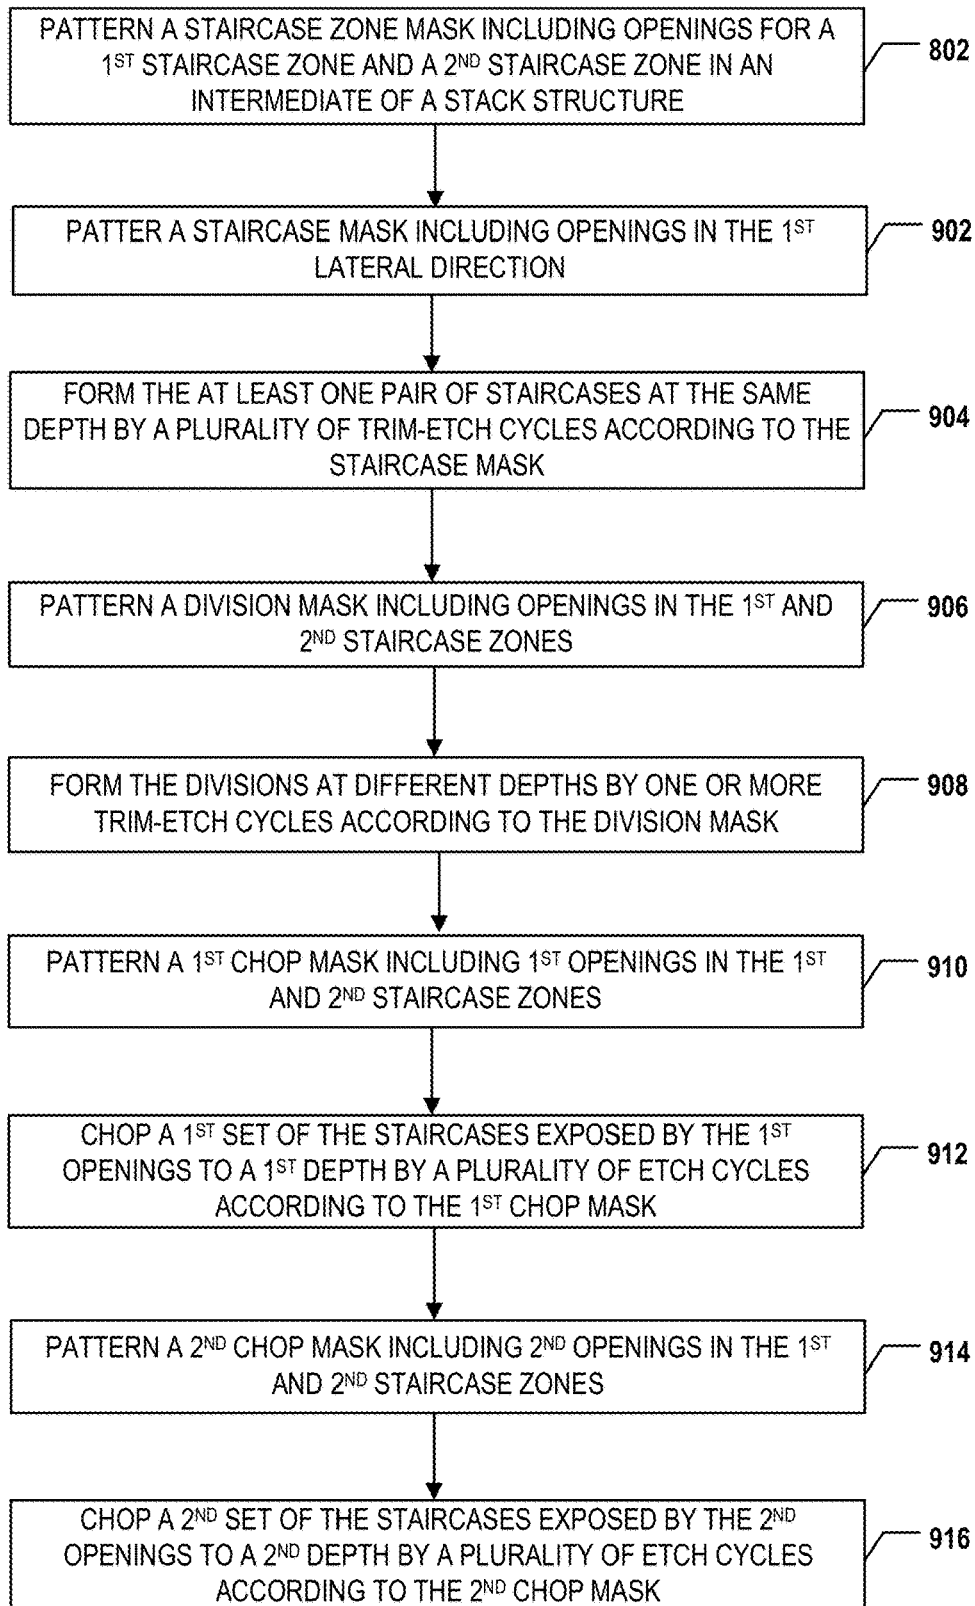 PATTERN A STAIRCASE ZONE MASK INCLUDING OPENINGS FOR A
1ST STAIRCASE ZONE AND A 2ND STAIRCASE ZONE IN AN
INTERMEDIATE OF A STACK STRUCTURE
802
PATTER A STAIRCASE MASK INCLUDING OPENINGS IN THE 1ST
LATERAL DIRECTION
902
FORM THE AT LEAST ONE PAIR OF STAIRCASES AT THE SAME
DEPTH BY A PLURALITY OF TRIM-ETCH CYCLES ACCORDING TO THE
STAIRCASE MASK
904
PATTERN A DIVISION MASK INCLUDING OPENINGS IN THE 1ST AND
2ND STAIRCASE ZONES
906
FORM THE DIVISIONS AT DIFFERENT DEPTHS BY ONE OR MORE
TRIM-ETCH CYCLES ACCORDING TO THE DIVISION MASK
908
PATTERN A 1ST CHOP MASK INCLUDING 1ST OPENINGS IN THE 1ST
AND 2ND STAIRCASE ZONES
910
CHOP A 1ST SET OF THE STAIRCASES EXPOSED BY THE 1ST
OPENINGS TO A 1ST DEPTH BY A PLURALITY OF ETCH CYCLES
ACCORDING TO THE 1ST CHOP MASK
912
PATTERN A 2ND CHOP MASK INCLUDING 2ND OPENINGS IN THE 1ST
AND 2ND STAIRCASE ZONES
914
CHOP A 2ND SET OF THE STAIRCASES EXPOSED BY THE 2ND
OPENINGS TO A 2ND DEPTH BY A PLURALITY OF ETCH CYCLES
ACCORDING TO THE 2ND CHOP MASK
916